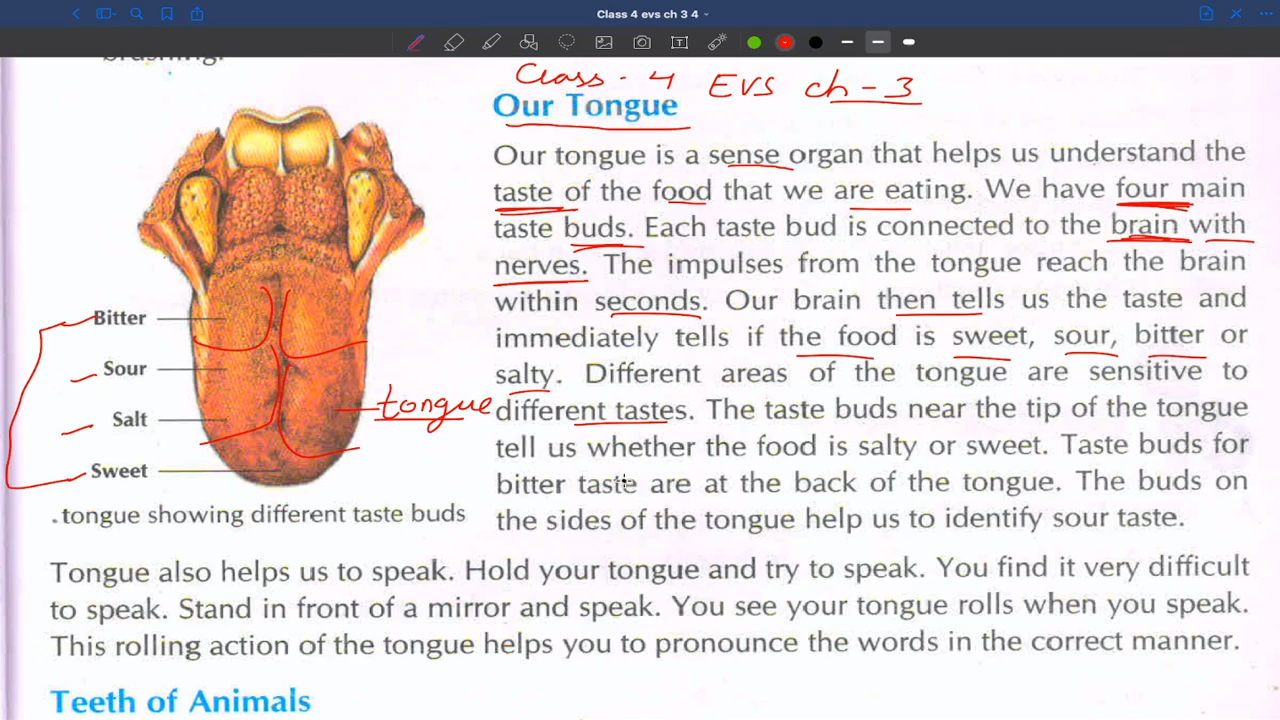 Class 4 evs ch 3 4
brushing.
Class - 4 EVS ch - 3
Our Tongue
Our tongue is a sense organ that helps us understand the
taste of the food that we are eating. We have four main
taste buds. Each taste bud is connected to the brain with
nerves. The impulses from the tongue reach the brain
within seconds. Our brain then tells us the taste and
immediately tells if the food is sweet, sour, bitter or
salty. Different areas of the tongue are sensitive to
different tastes. The taste buds near the tip of the tongue
tell us whether the food is salty or sweet. Taste buds for
bitter taste are at the back of the tongue. The buds on
the sides of the tongue help us to identify sour taste.
Bitter
Sour
Salt
Sweet
tongue
tongue showing different taste buds
Tongue also helps us to speak. Hold your tongue and try to speak. You find it very difficult
to speak. Stand in front of a mirror and speak. You see your tongue rolls when you speak.
This rolling action of the tongue helps you to pronounce the words in the correct manner.
Teeth of Animals